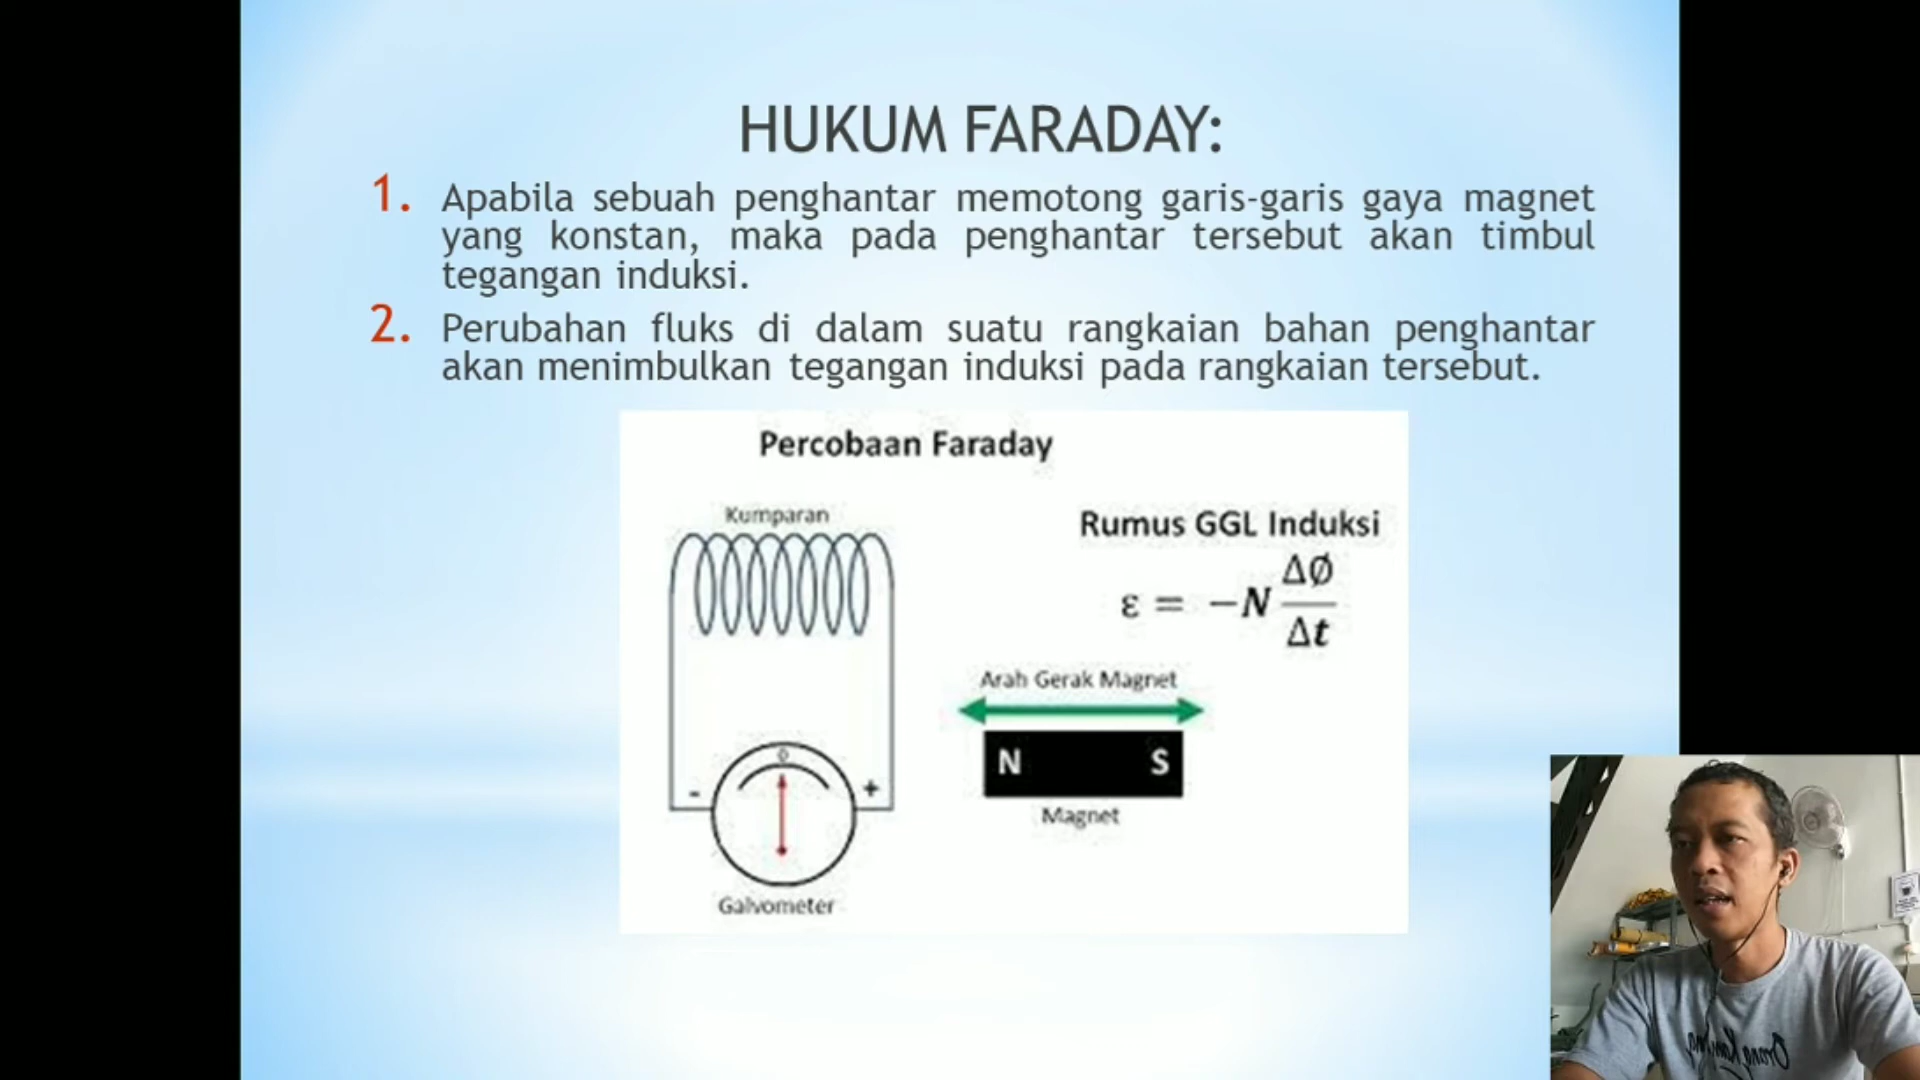 HUKUM FARADAY:
1. Apabila sebuah penghantar memotong garis-garis gaya magnet
yang konstan, maka pada penghantar tersebut akan timbul
tegangan induksi.
2. Perubahan fluks di dalam suatu rangkaian bahan penghantar
akan menimbulkan tegangan induksi pada rangkaian tersebut.
Percobaan Faraday
Kumparan
Rumus GGL Induksi
ε = -N ΔØ/Δt
Arah Gerak Magnet
N S
Magnet
0
- +
Galvometer
Orang